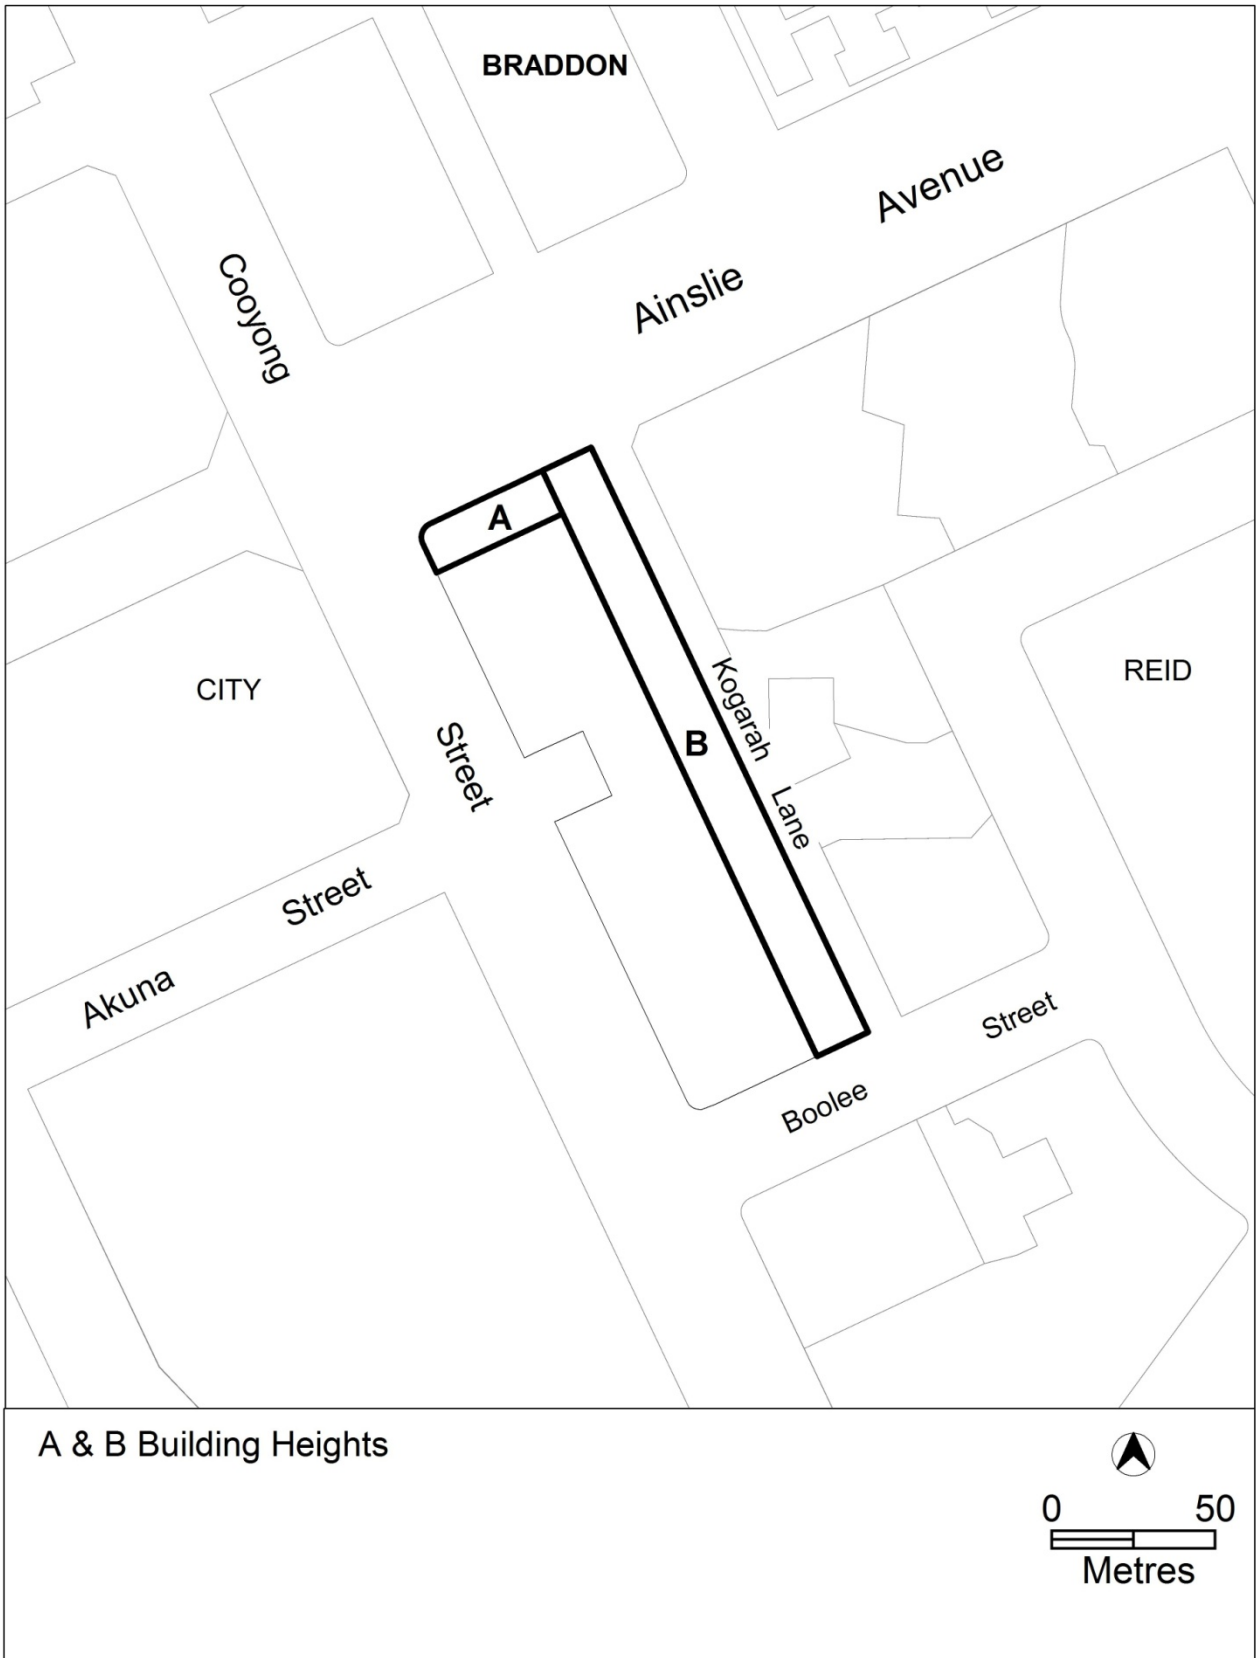 BRADDON
Avenue
Ainslie
Cooyong
A
CITY
REID
Kogarah
B
Street
Lane
Street
Akuna
Street
Boolee
A & B Building Heights
0 50
Metres